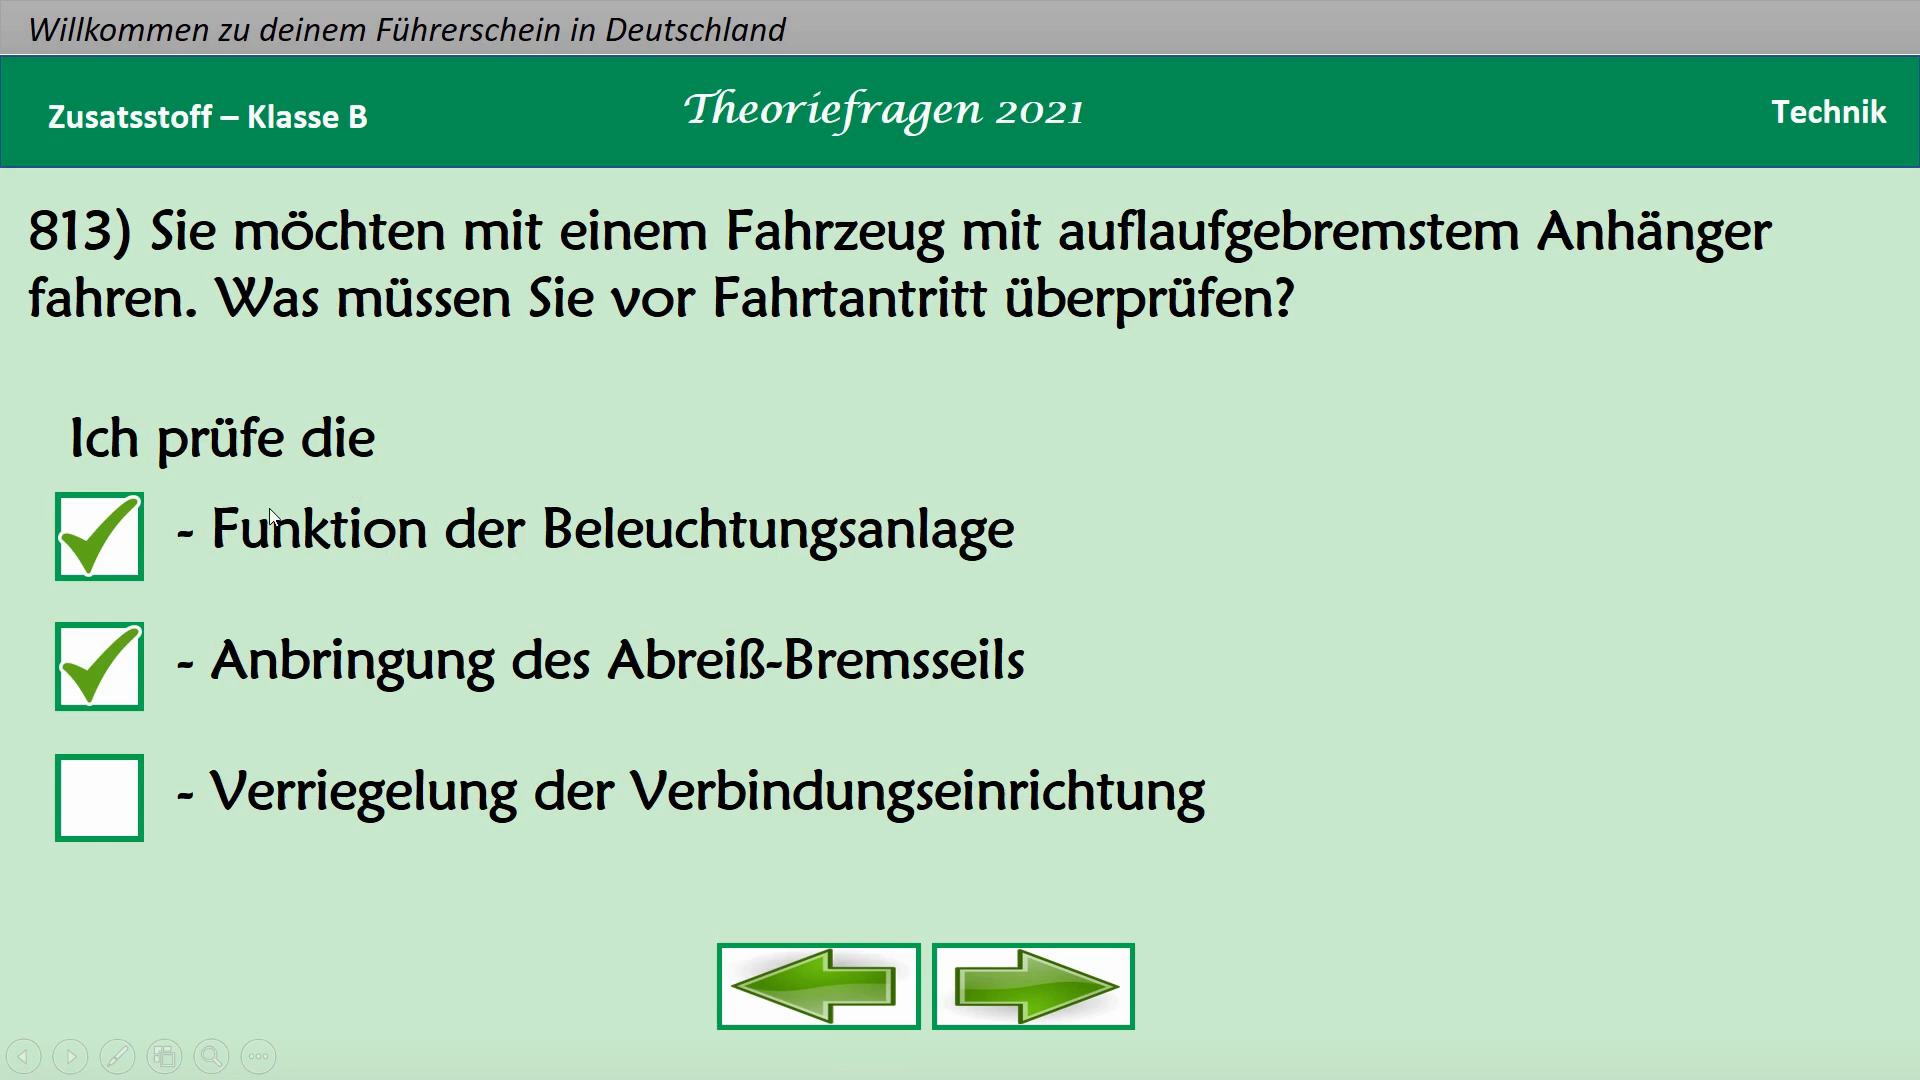 Willkommen zu deinem Führerschein in Deutschland
Zusatsstoff – Klasse B
Theoriefragen 2021
Technik
813) Sie möchten mit einem Fahrzeug mit auflaufgebremstem Anhänger
fahren. Was müssen Sie vor Fahrtantritt überprüfen?
Ich prüfe die
- Funktion der Beleuchtungsanlage
- Anbringung des Abreiß-Bremsseils
- Verriegelung der Verbindungseinrichtung